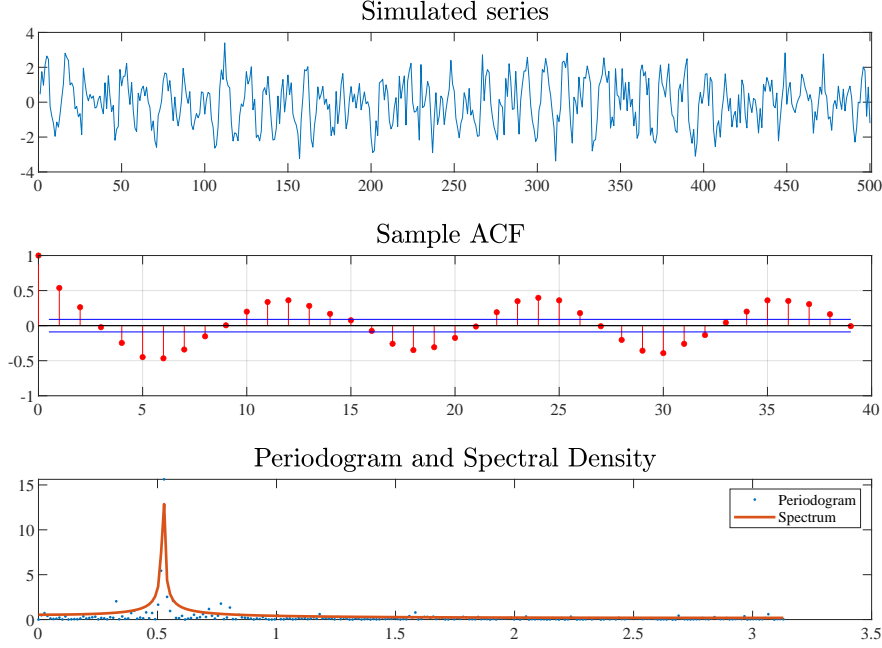 Simulated series
4
2
0
-2
-4
0 50 100 150 200 250 300 350 400 450 500
Sample ACF
1
0.5
0
-0.5
-1
0 5 10 15 20 25 30 35 40
Periodogram and Spectral Density
15
10
5
0
Periodogram
Spectrum
0 0.5 1 1.5 2 2.5 3 3.5